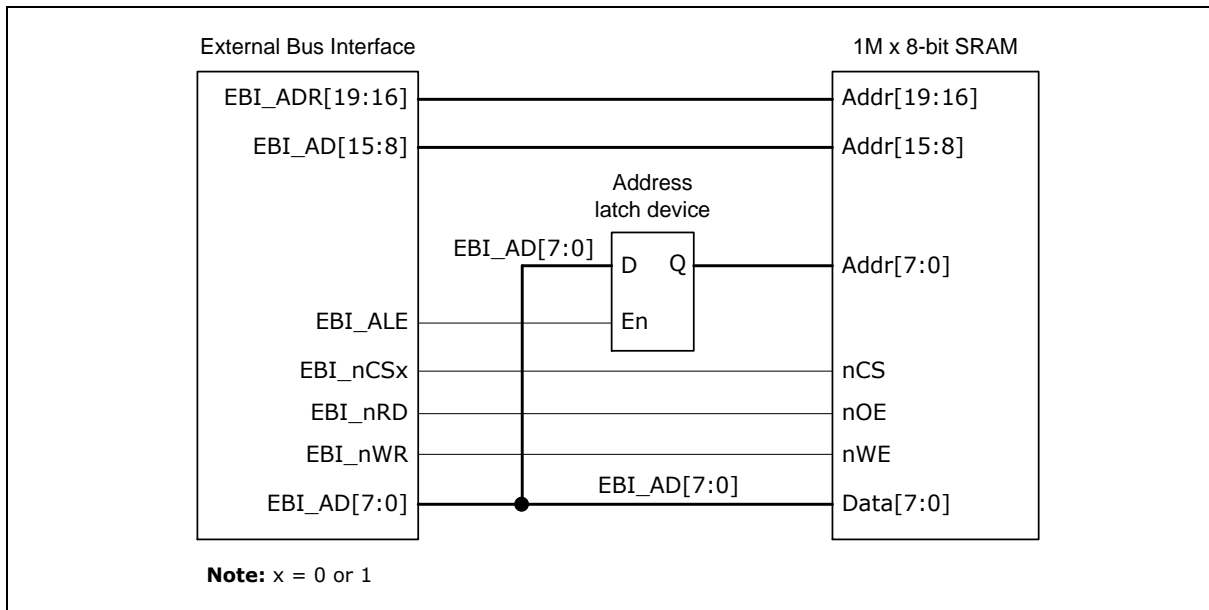 External Bus Interface
1M x 8-bit SRAM
EBI_ADR[19:16]
Addr[19:16]
EBI_AD[15:8]
Addr[15:8]
Address
latch device
EBI_AD[7:0]
D
Q
Addr[7:0]
EBI_ALE
En
EBI_nCSx
nCS
EBI_nRD
nOE
EBI_nWR
nWE
EBI_AD[7:0]
EBI_AD[7:0]
Data[7:0]
Note: x = 0 or 1